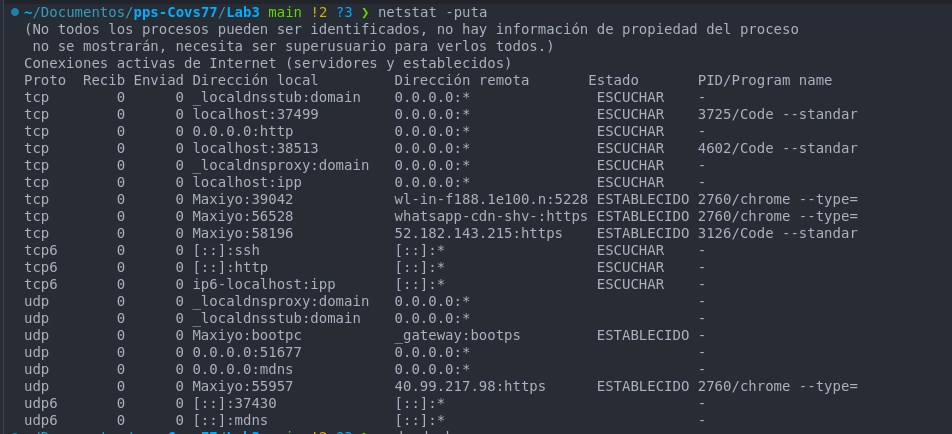 ~/Documentos/pps-Covs77/Lab3 main !2 ?3 ❯ netstat -puta
(No todos los procesos pueden ser identificados, no hay información de propiedad del proceso
no se mostrarán, necesita ser superusuario para verlos todos.)
Conexiones activas de Internet (servidores y establecidos)
Proto Recib Enviad Dirección local Dirección remota Estado PID/Program name
tcp 0 0 _localdnsstub:domain 0.0.0.0:* ESCUCHAR -
tcp 0 0 localhost:37499 0.0.0.0:* ESCUCHAR 3725/Code --standar
tcp 0 0 0.0.0.0:http 0.0.0.0:* ESCUCHAR -
tcp 0 0 localhost:38513 0.0.0.0:* ESCUCHAR 4602/Code --standar
tcp 0 0 _localdnsproxy:domain 0.0.0.0:* ESCUCHAR -
tcp 0 0 localhost:ipp 0.0.0.0:* ESCUCHAR -
tcp 0 0 Maxiyo:39042 wl-in-f188.1e100.n:5228 ESTABLECIDO 2760/chrome --type=
tcp 0 0 Maxiyo:56528 whatsapp-cdn-shv-:https ESTABLECIDO 2760/chrome --type=
tcp 0 0 Maxiyo:58196 52.182.143.215:https ESTABLECIDO 3126/Code --standar
tcp6 0 0 [::]:ssh [::]:* ESCUCHAR -
tcp6 0 0 [::]:http [::]:* ESCUCHAR -
tcp6 0 0 ip6-localhost:ipp [::]:* ESCUCHAR -
udp 0 0 _localdnsproxy:domain 0.0.0.0:* -
udp 0 0 _localdnsstub:domain 0.0.0.0:* -
udp 0 0 Maxiyo:bootpc _gateway:bootps ESTABLECIDO -
udp 0 0 0.0.0.0:51677 0.0.0.0:* -
udp 0 0 0.0.0.0:mdns 0.0.0.0:* -
udp 0 0 Maxiyo:55957 40.99.217.98:https ESTABLECIDO 2760/chrome --type=
udp6 0 0 [::]:37430 [::]:* -
udp6 0 0 [::]:mdns [::]:* -